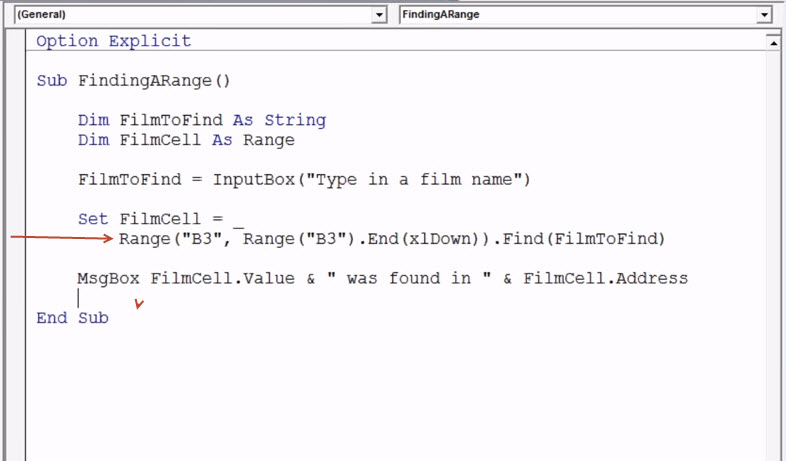 (General) FindingARange
Option Explicit
Sub FindingARange()
Dim FilmToFind As String
Dim FilmCell As Range
FilmToFind = InputBox("Type in a film name")
Set FilmCell = _
Range("B3", Range("B3").End(xlDown)).Find(FilmToFind)
MsgBox FilmCell.Value & " was found in " & FilmCell.Address
End Sub